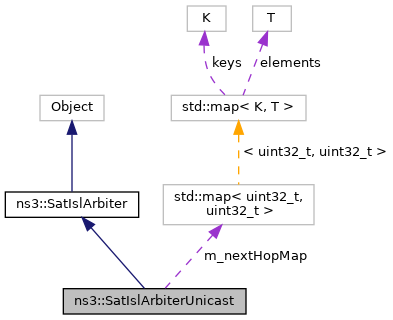 K
T
keys
elements
Object
std::map< K, T >
< uint32_t, uint32_t >
ns3::SatIslArbiter
std::map< uint32_t,
uint32_t >
m_nextHopMap
ns3::SatIslArbiterUnicast